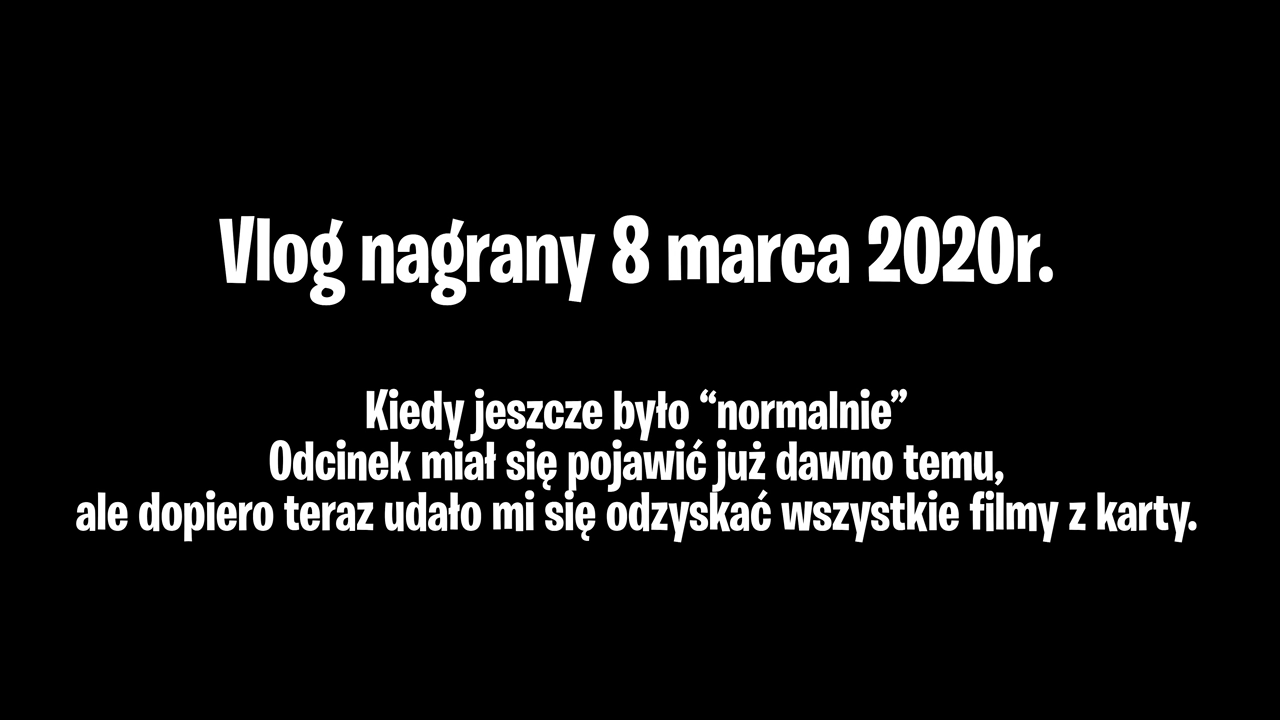 Vlog nagrany 8 marca 2020r.
Kiedy jeszcze było “normalnie”
Odcinek miał się pojawić już dawno temu,
ale dopiero teraz udało mi się odzyskać wszystkie filmy z karty.